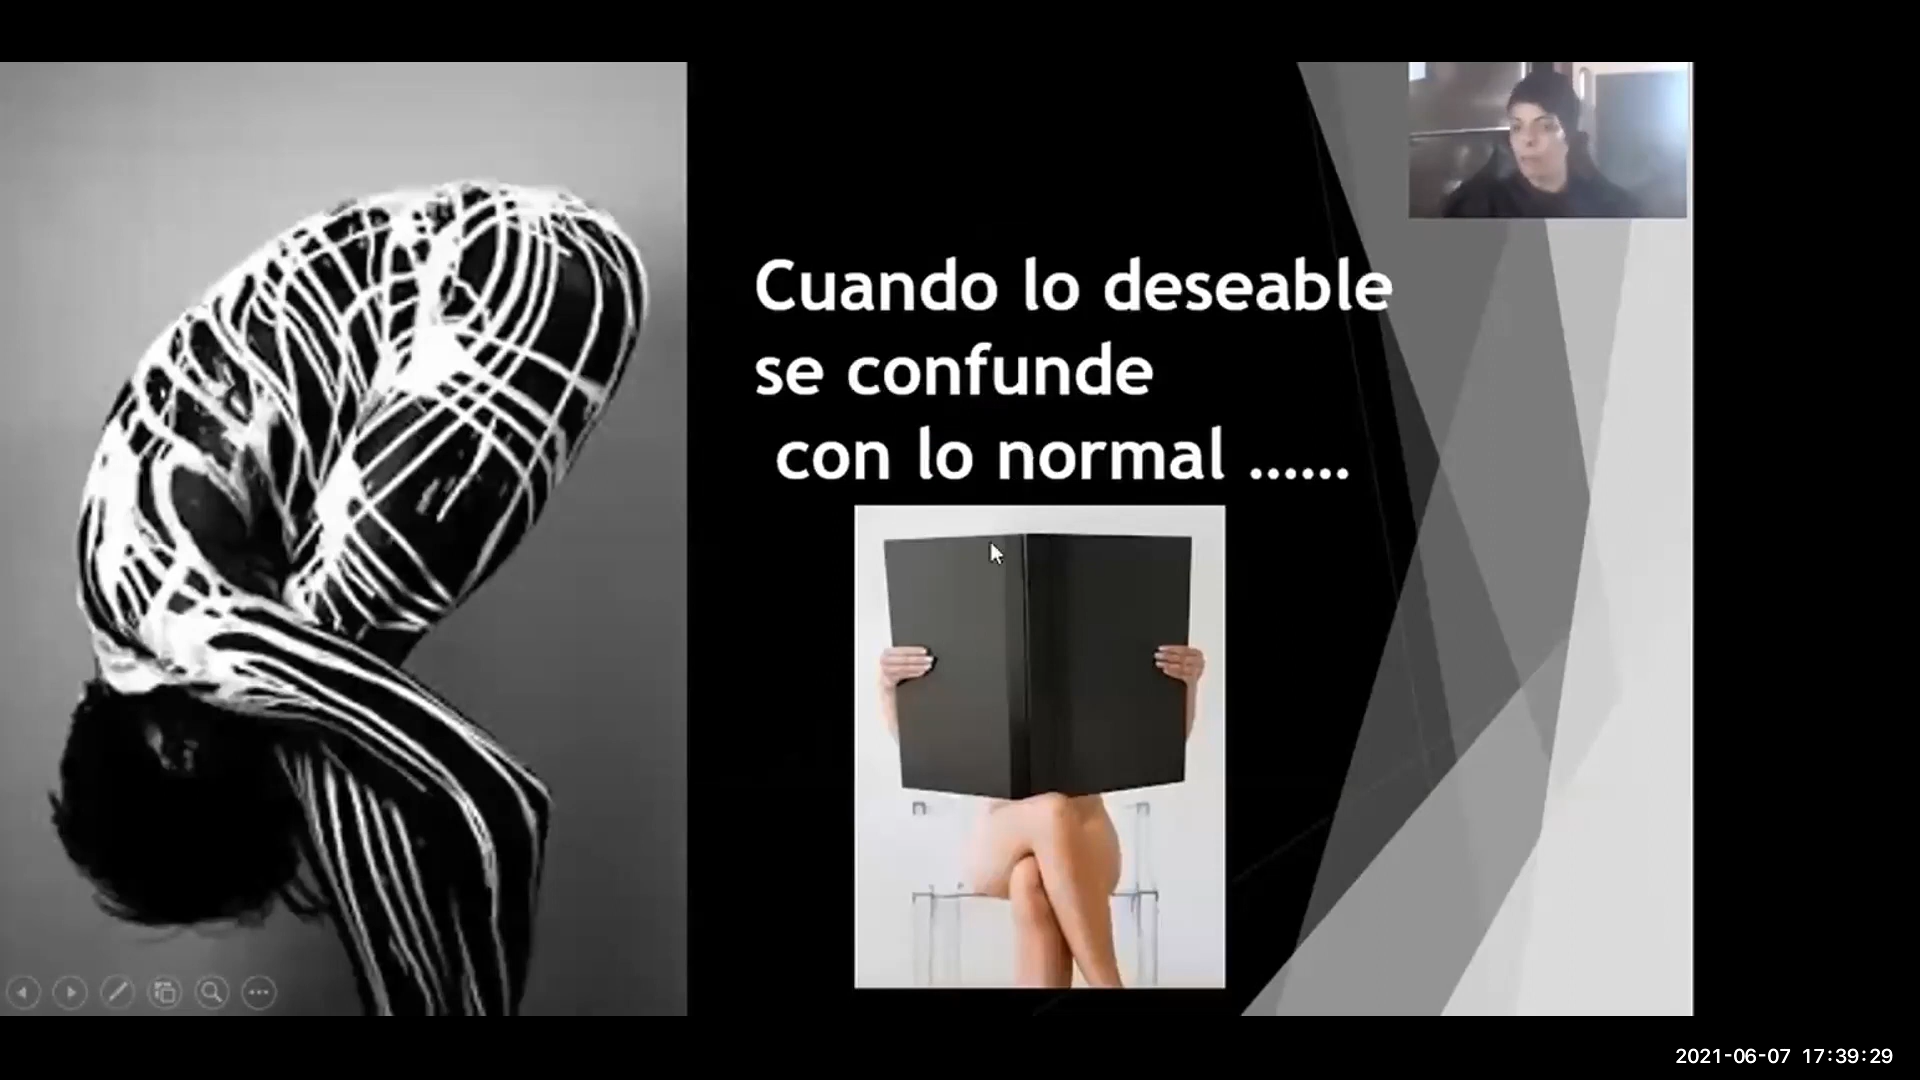 Cuando lo deseable
se confunde
con lo normal ......
2021-06-07 17:39:29